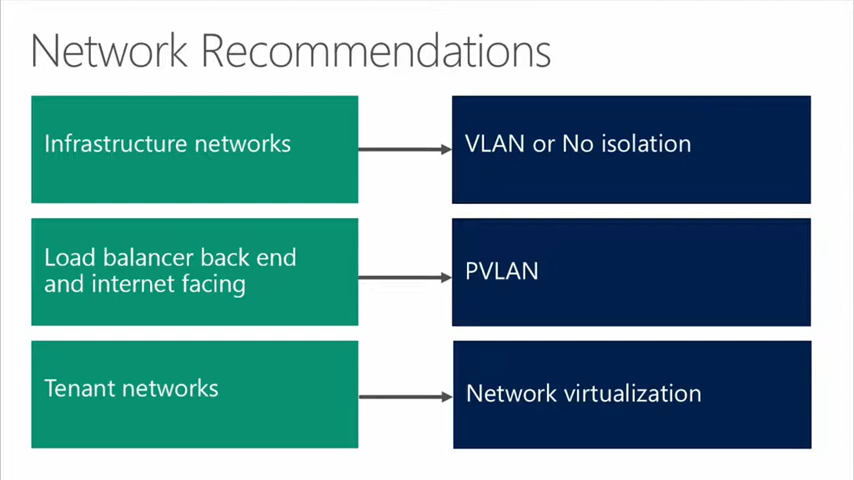 Network Recommendations
Infrastructure networks
VLAN or No isolation
Load balancer back end
and internet facing
PVLAN
Tenant networks
Network virtualization